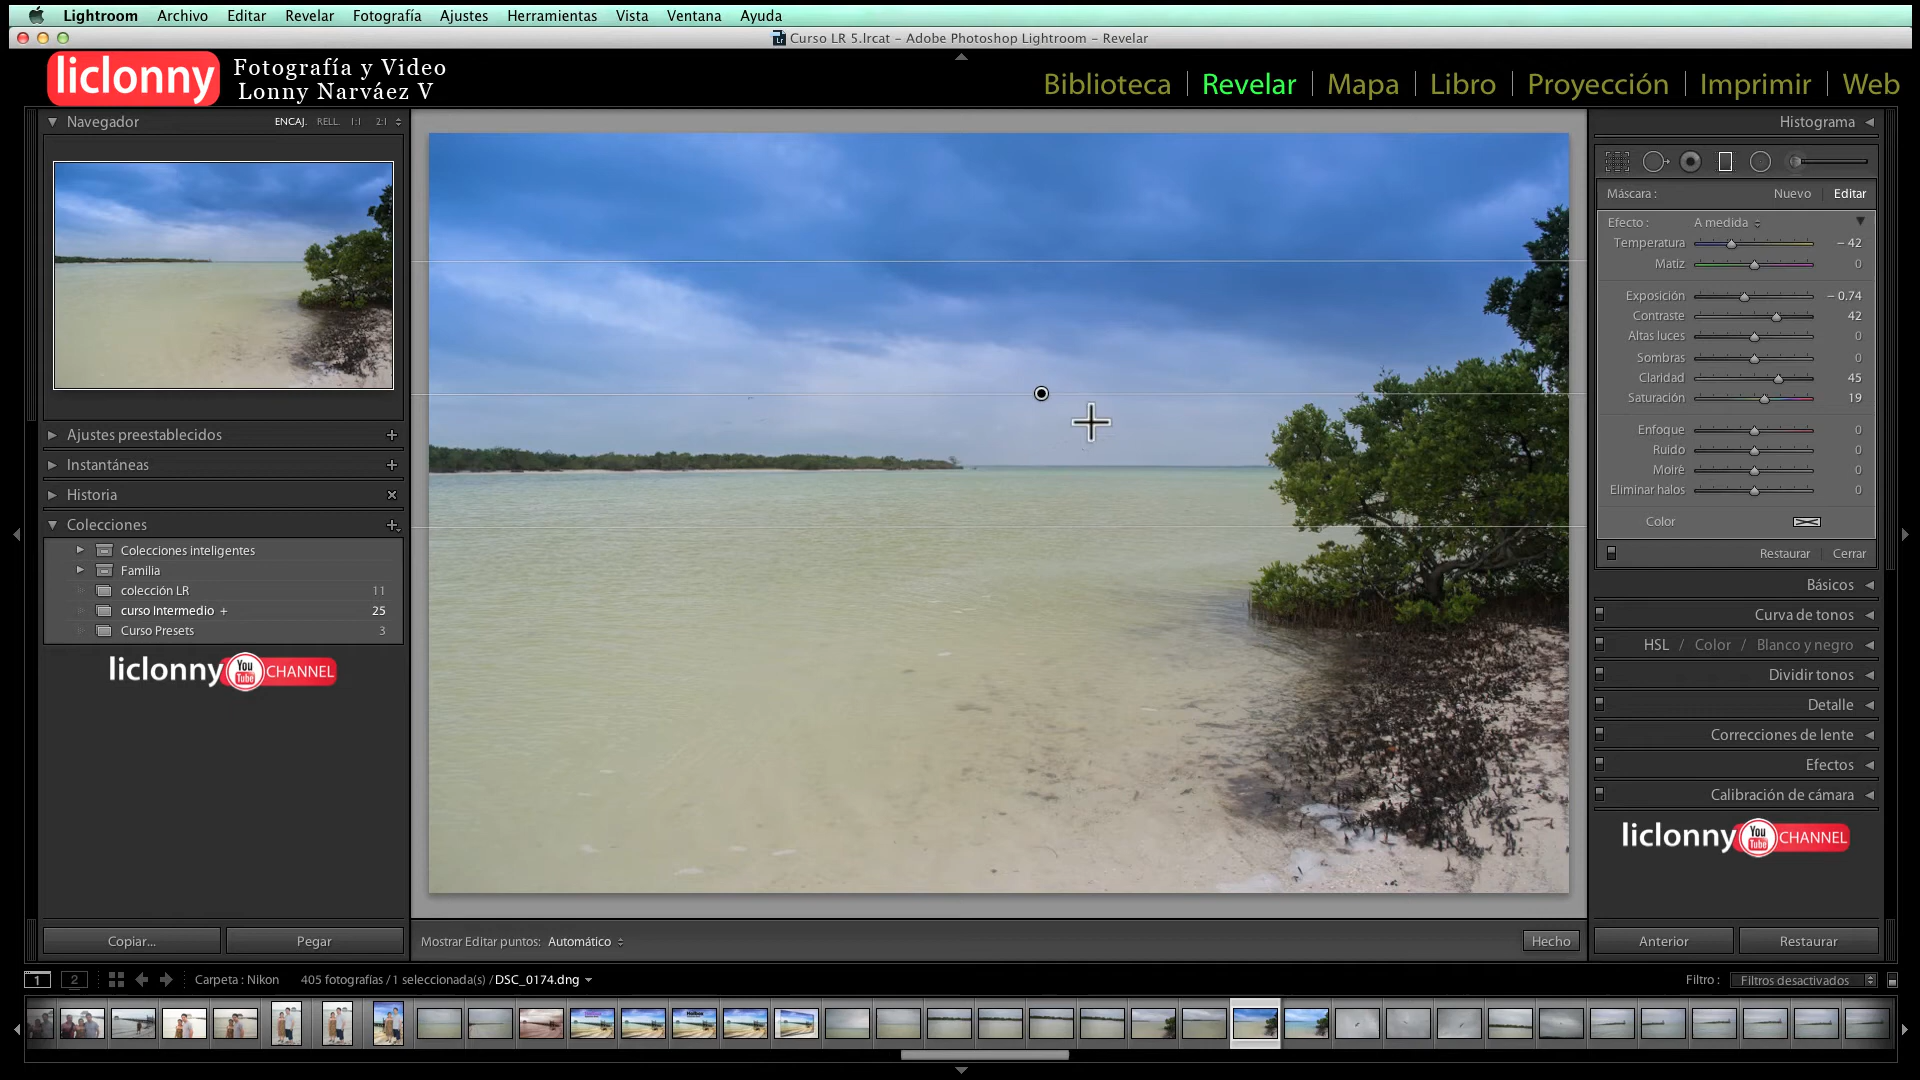 Lightroom Archivo Editar Revelar Fotografía Ajustes Herramientas Vista Ventana Ayuda
Curso LR 5.lrcat – Adobe Photoshop Lightroom – Revelar
liclonny
Fotografía y Video
Lonny Narváez V
Biblioteca Revelar Mapa Libro Proyección Imprimir Web
Navegador ENCAJ. RELL. 1:1 2:1
Ajustes preestablecidos
Instantáneas
Historia
Colecciones
Colecciones inteligentes
Familia
colección LR 11
curso Intermedio + 25
Curso Presets 3
liclonny You Tube CHANNEL
Copiar... Pegar
Mostrar Editar puntos: Automático
Hecho
Histograma
Máscara : Nuevo Editar
Efecto : A medida
Temperatura – 42
Matiz 0
Exposición – 0.74
Contraste 42
Altas luces 0
Sombras 0
Claridad 45
Saturación 19
Enfoque 0
Ruido 0
Moiré 0
Eliminar halos 0
Color
Restaurar Cerrar
Básicos
Curva de tonos
HSL / Color / Blanco y negro
Dividir tonos
Detalle
Correcciones de lente
Efectos
Calibración de cámara
liclonny You Tube CHANNEL
Anterior Restaurar
1 2 Carpeta : Nikon 405 fotografías / 1 seleccionada(s) / DSC_0174.dng
Filtro : Filtros desactivados